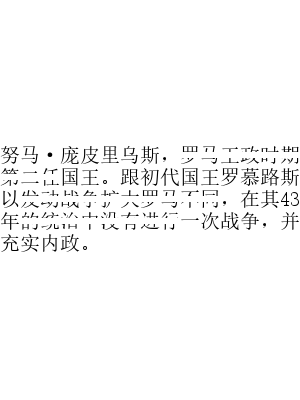 努马·庞皮里乌斯，罗马王政时期
第二任国王。跟初代国王罗慕路斯
以发动战争扩大罗马不同，在其43
年的统治中没有进行一次战争，并
充实内政。